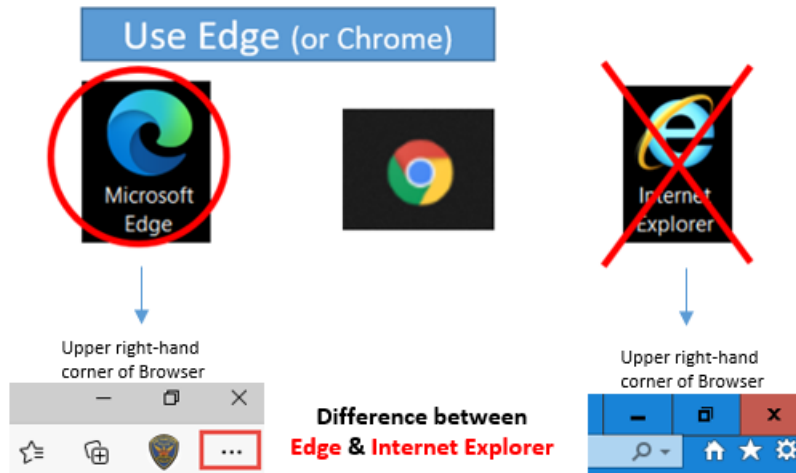 Use Edge (or Chrome)
Microsoft
Edge
Internet
Explorer
Upper right-hand
corner of Browser
Upper right-hand
corner of Browser
Difference between
Edge & Internet Explorer